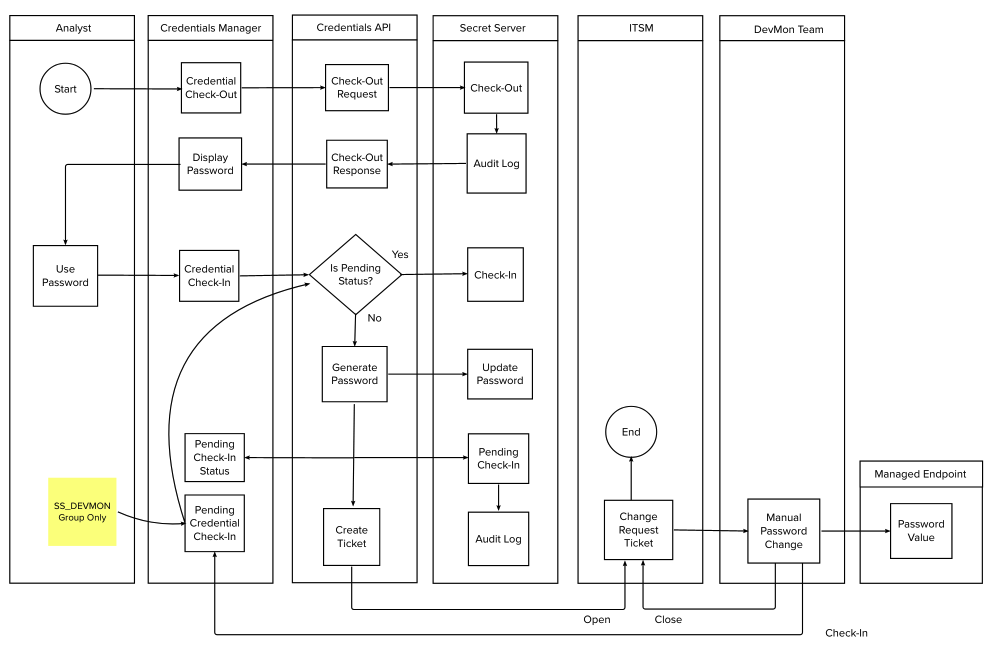 Analyst
Credentials Manager
Credentials API
Secret Server
ITSM
DevMon Team
Start
Credential
Check-Out
Check-Out
Request
Check-Out
Display
Password
Check-Out
Response
Audit Log
Use
Password
Credential
Check-In
Is Pending
Status?
Yes
No
Check-In
Generate
Password
Update
Password
End
Pending
Check-In
Status
Pending
Check-In
Managed Endpoint
SS_DEVMON
Group Only
Pending
Credential
Check-In
Create
Ticket
Audit Log
Change
Request
Ticket
Manual
Password
Change
Password
Value
Open
Close
Check-In